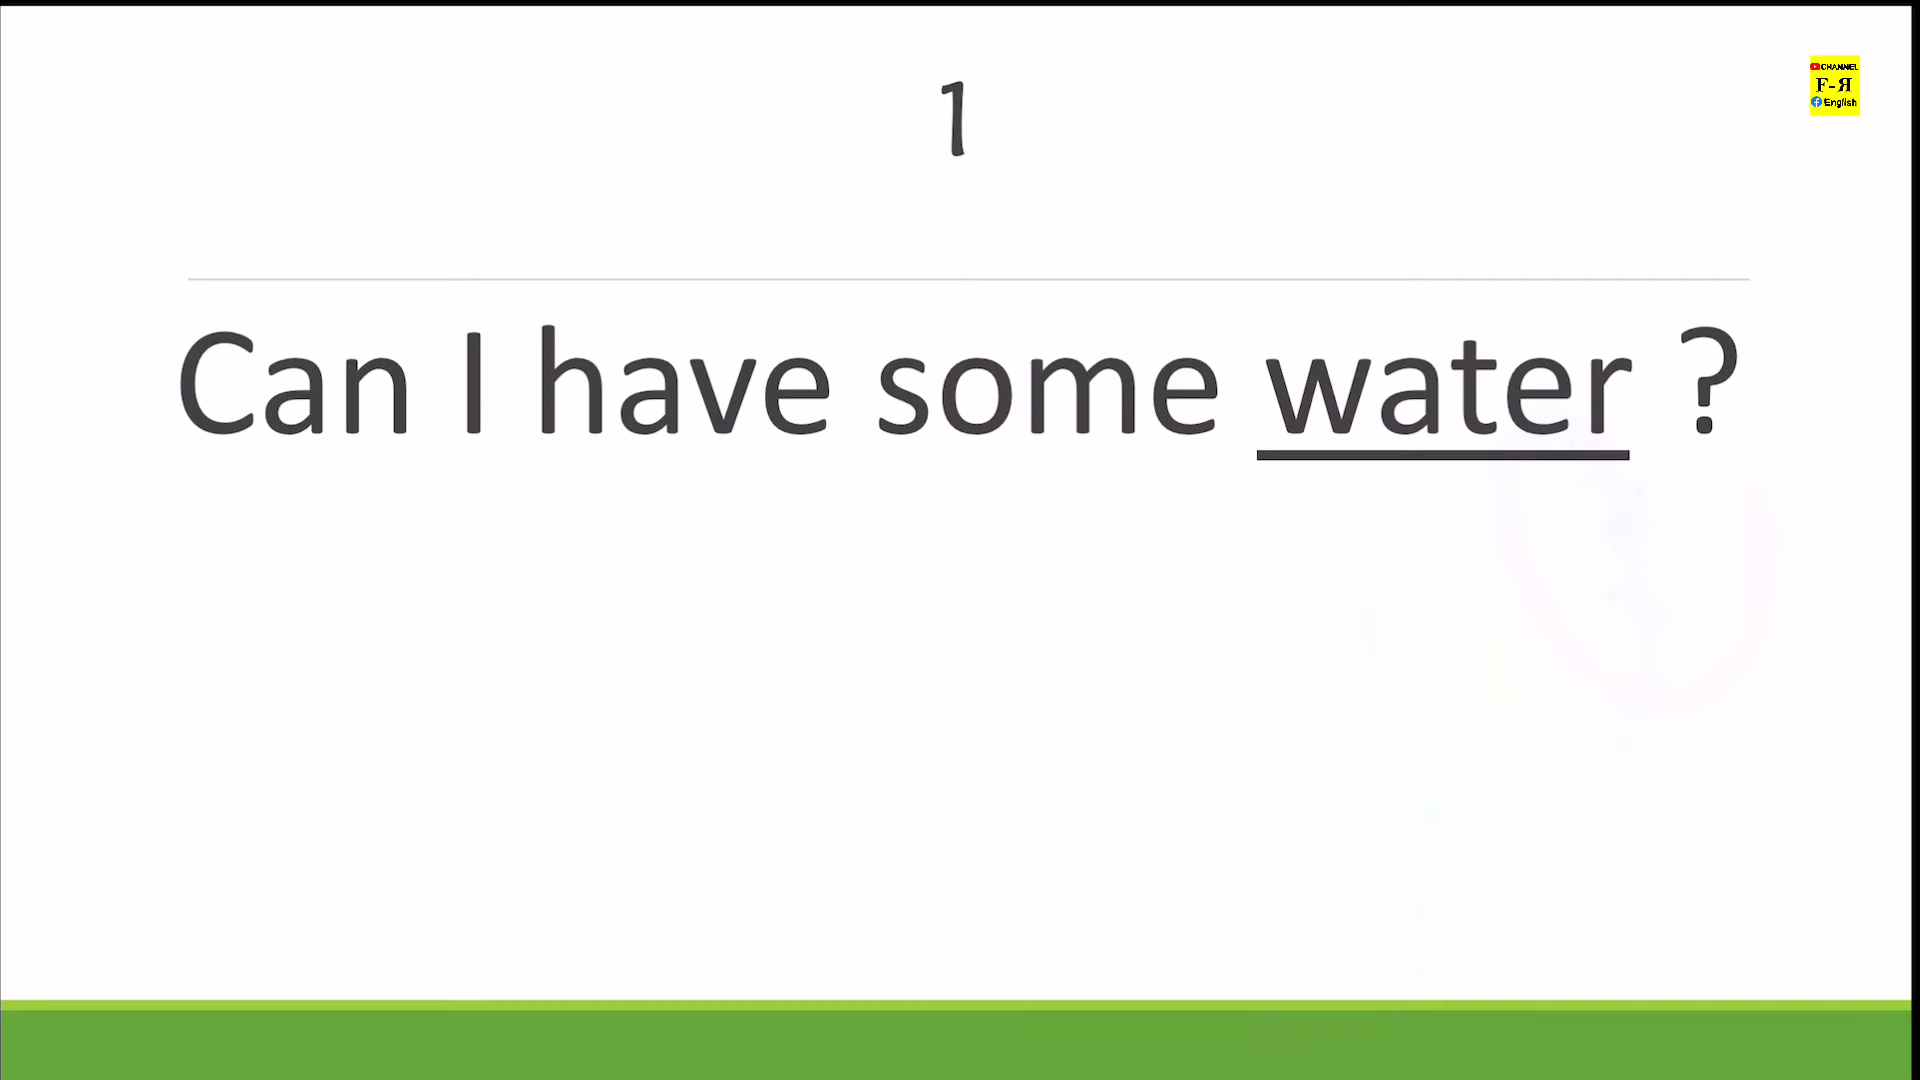 CHANNEL
F-Я
English
1
Can I have some water ?